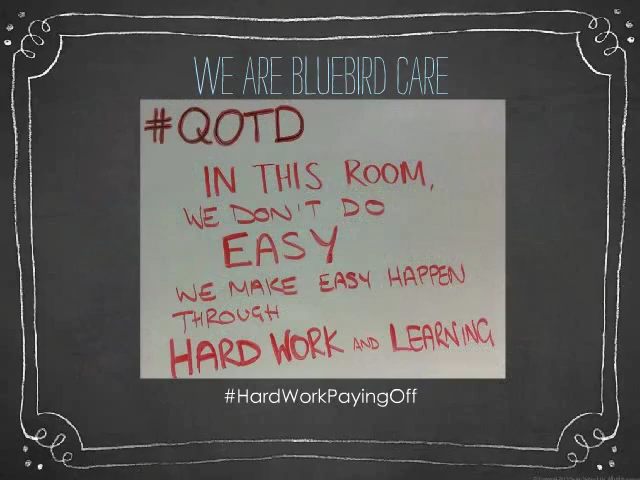 WE ARE BLUEBIRD CARE
#QOTD
IN THIS ROOM,
WE DON'T DO
EASY
WE MAKE EASY HAPPEN
THROUGH
HARD WORK AND LEARNING
#HardWorkPayingOff